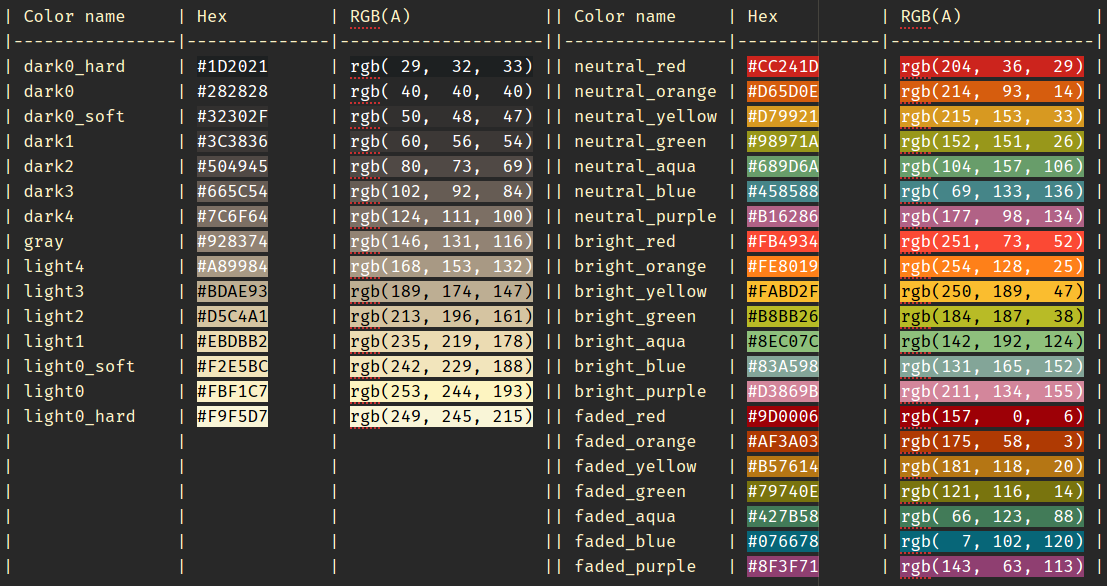 | Color name     | Hex          | RGB(A)             || Color name     | Hex          | RGB(A)             |
|----------------|--------------|--------------------||----------------|--------------|--------------------|
| dark0_hard     | #1D2021      | rgb( 29,  32,  33) || neutral_red    | #CC241D      | rgb(204,  36,  29) |
| dark0          | #282828      | rgb( 40,  40,  40) || neutral_orange | #D65D0E      | rgb(214,  93,  14) |
| dark0_soft     | #32302F      | rgb( 50,  48,  47) || neutral_yellow | #D79921      | rgb(215, 153,  33) |
| dark1          | #3C3836      | rgb( 60,  56,  54) || neutral_green  | #98971A      | rgb(152, 151,  26) |
| dark2          | #504945      | rgb( 80,  73,  69) || neutral_aqua   | #689D6A      | rgb(104, 157, 106) |
| dark3          | #665C54      | rgb(102,  92,  84) || neutral_blue   | #458588      | rgb( 69, 133, 136) |
| dark4          | #7C6F64      | rgb(124, 111, 100) || neutral_purple | #B16286      | rgb(177,  98, 134) |
| gray           | #928374      | rgb(146, 131, 116) || bright_red     | #FB4934      | rgb(251,  73,  52) |
| light4         | #A89984      | rgb(168, 153, 132) || bright_orange  | #FE8019      | rgb(254, 128,  25) |
| light3         | #BDAE93      | rgb(189, 174, 147) || bright_yellow  | #FABD2F      | rgb(250, 189,  47) |
| light2         | #D5C4A1      | rgb(213, 196, 161) || bright_green   | #B8BB26      | rgb(184, 187,  38) |
| light1         | #EBDBB2      | rgb(235, 219, 178) || bright_aqua    | #8EC07C      | rgb(142, 192, 124) |
| light0_soft    | #F2E5BC      | rgb(242, 229, 188) || bright_blue    | #83A598      | rgb(131, 165, 152) |
| light0         | #FBF1C7      | rgb(253, 244, 193) || bright_purple  | #D3869B      | rgb(211, 134, 155) |
| light0_hard    | #F9F5D7      | rgb(249, 245, 215) || faded_red      | #9D0006      | rgb(157,   0,   6) |
|                |              |                    || faded_orange   | #AF3A03      | rgb(175,  58,   3) |
|                |              |                    || faded_yellow   | #B57614      | rgb(181, 118,  20) |
|                |              |                    || faded_green    | #79740E      | rgb(121, 116,  14) |
|                |              |                    || faded_aqua     | #427B58      | rgb( 66, 123,  88) |
|                |              |                    || faded_blue     | #076678      | rgb(  7, 102, 120) |
|                |              |                    || faded_purple   | #8F3F71      | rgb(143,  63, 113) |